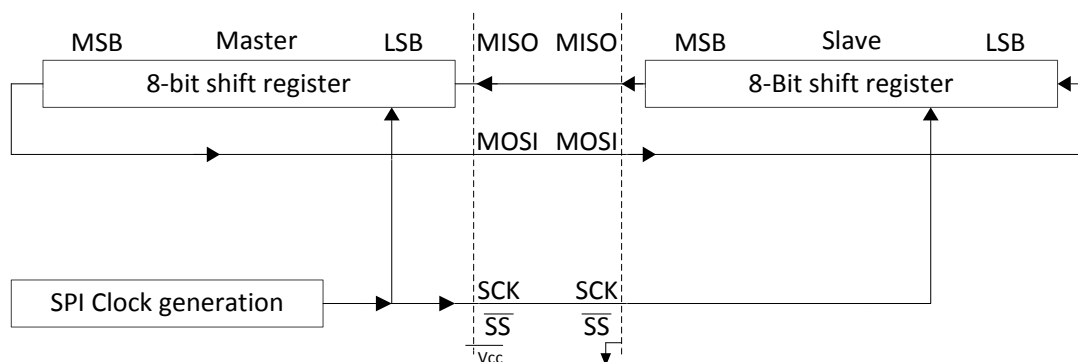 MSB Master LSB MISO MISO MSB Slave LSB
8-bit shift register 8-Bit shift register
MOSI MOSI
SPI Clock generation SCK SCK
SS SS
Vcc